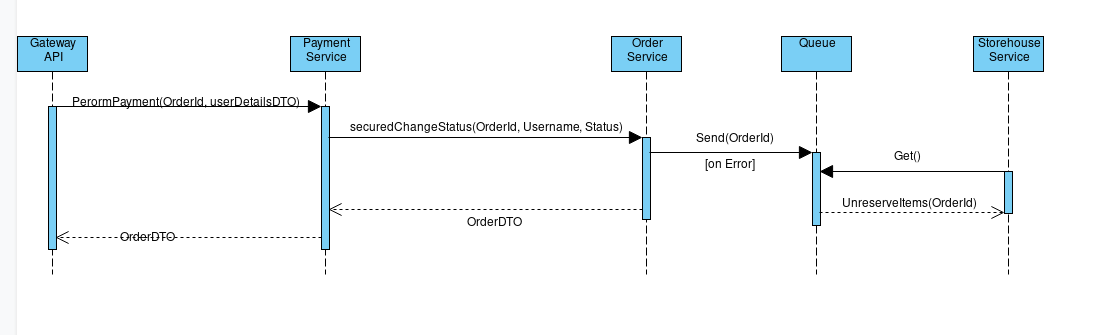 Gateway
API
Payment
Service
Order
Service
Queue
Storehouse
Service
PerormPayment(OrderId, userDetailsDTO)
securedChangeStatus(OrderId, Username, Status)
Send(OrderId)
[on Error]
Get()
UnreserveItems(OrderId)
OrderDTO
OrderDTO